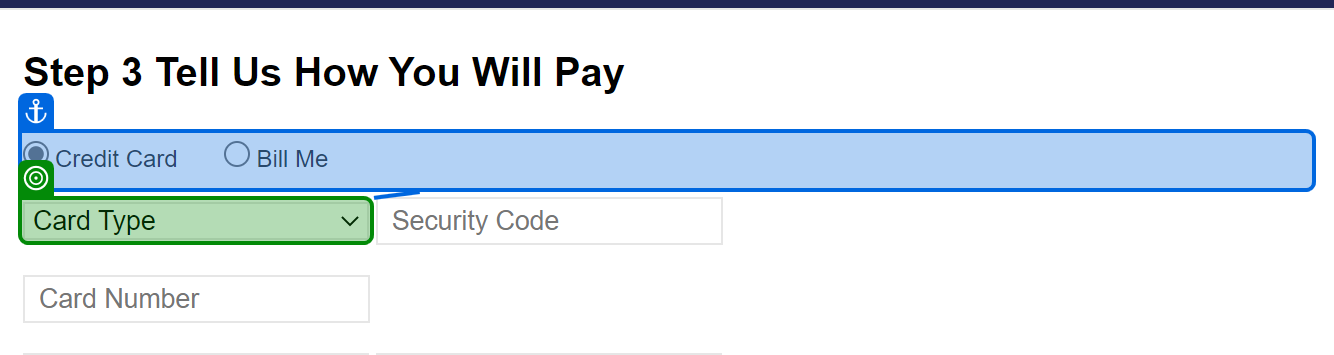 Step 3 Tell Us How You Will Pay
Credit Card Bill Me
Card Type Security Code
Card Number